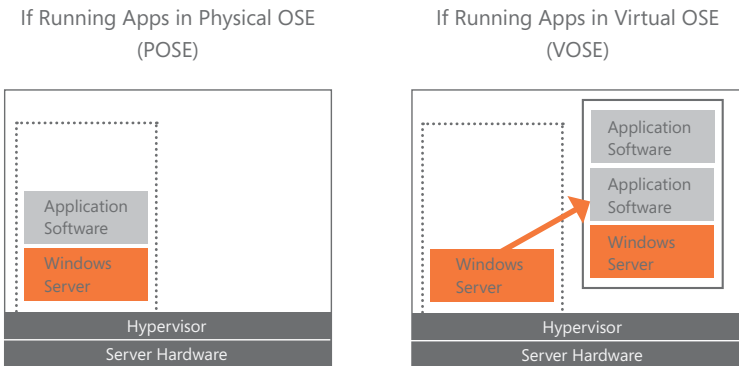 If Running Apps in Physical OSE
(POSE)
Application
Software
Windows
Server
Hypervisor
Server Hardware
If Running Apps in Virtual OSE
(VOSE)
Windows
Server
Application
Software
Application
Software
Windows
Server
Hypervisor
Server Hardware